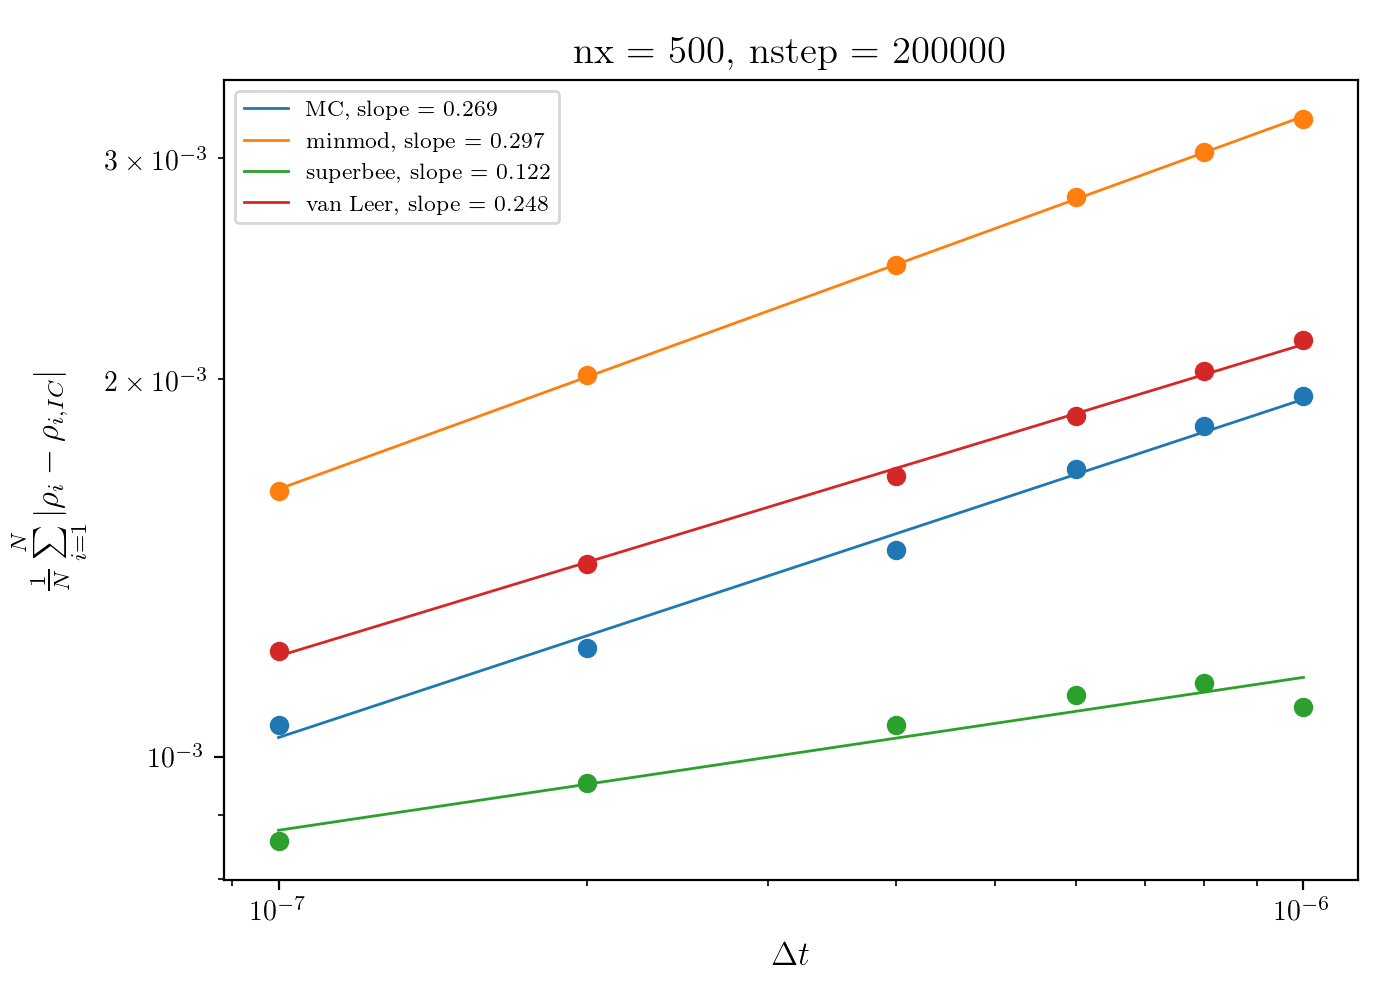 nx = 500, nstep = 200000
MC, slope = 0.269
minmod, slope = 0.297
superbee, slope = 0.122
van Leer, slope = 0.248
3 × 10⁻³
2 × 10⁻³
10⁻³
10⁻⁷
10⁻⁶
Δt
1/N ∑_{i=1}^{N} |ρ_i − ρ_{i,IC}|